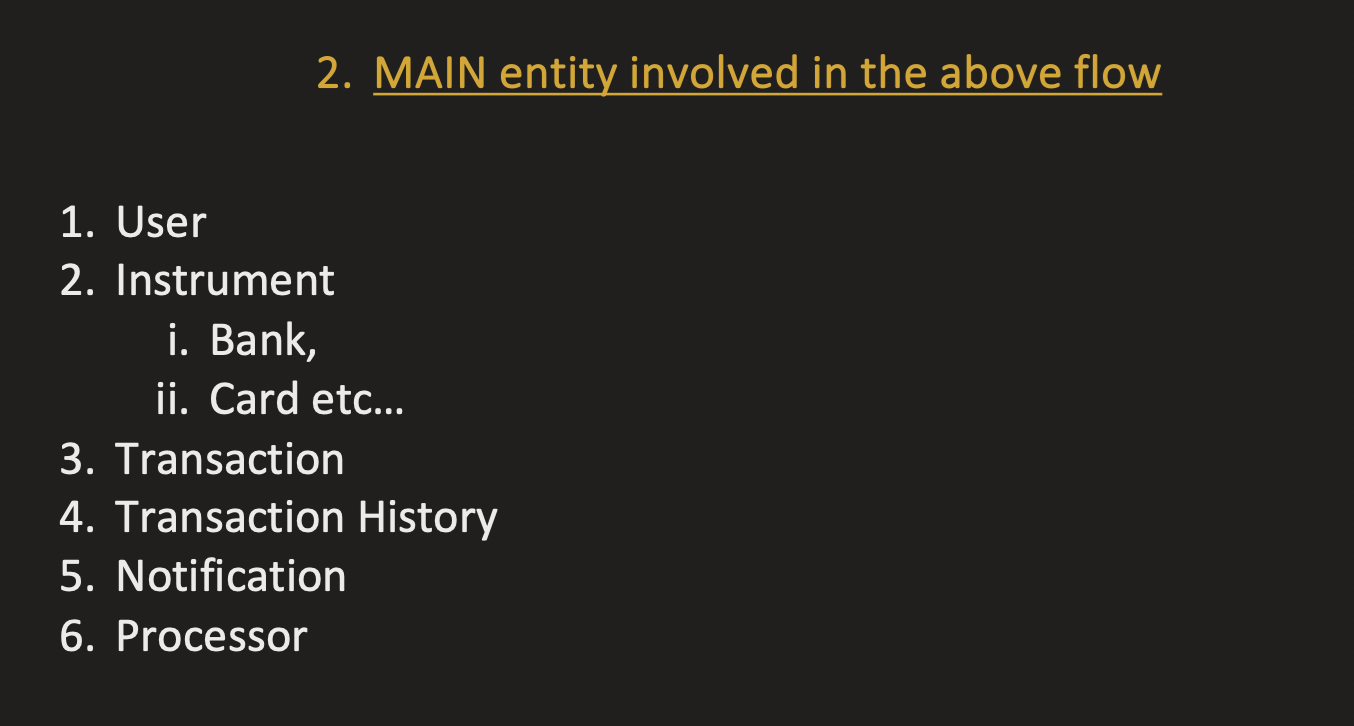 2. MAIN entity involved in the above flow
1. User
2. Instrument
i. Bank,
ii. Card etc...
3. Transaction
4. Transaction History
5. Notification
6. Processor